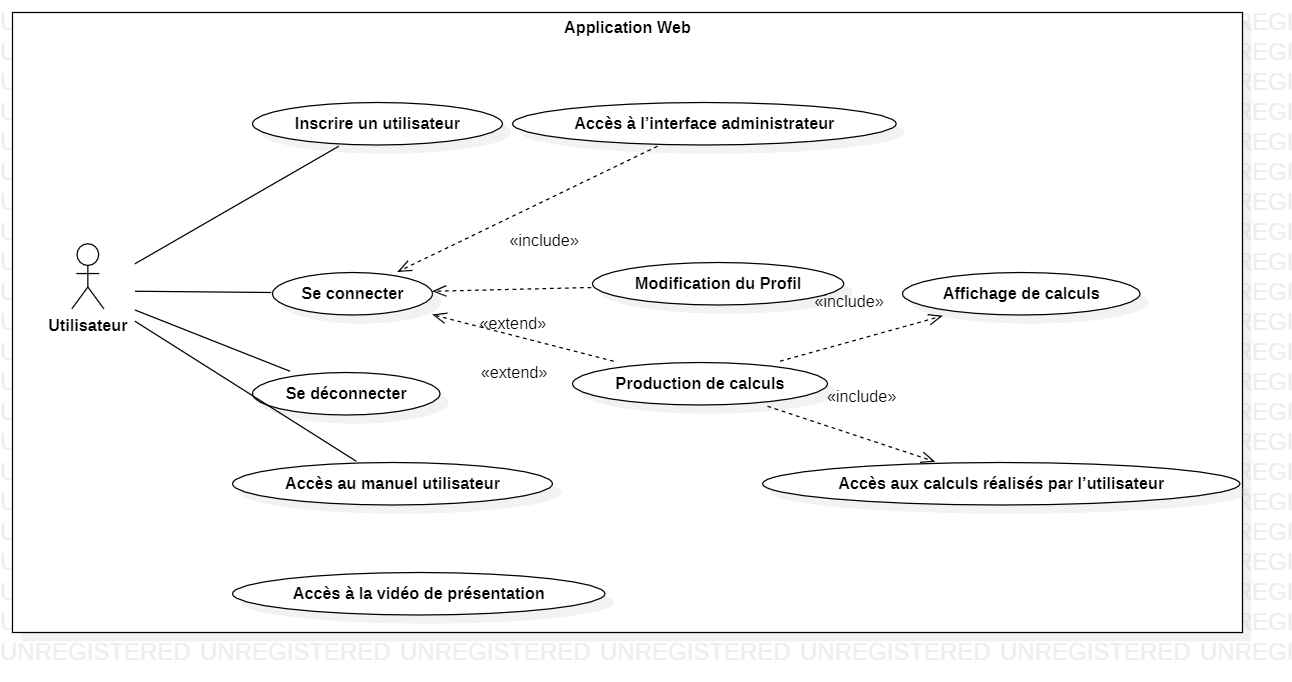 Application Web
Inscrire un utilisateur
Accès à l’interface administrateur
«include»
Se connecter
Modification du Profil
«include»
Affichage de calculs
Utilisateur
«extend»
«extend»
Production de calculs
Se déconnecter
«include»
Accès au manuel utilisateur
Accès aux calculs réalisés par l’utilisateur
Accès à la vidéo de présentation
UNREGISTERED UNREGISTERED UNREGISTERED UNREGISTERED UNREGISTERED UNREGISTERED UNREGI